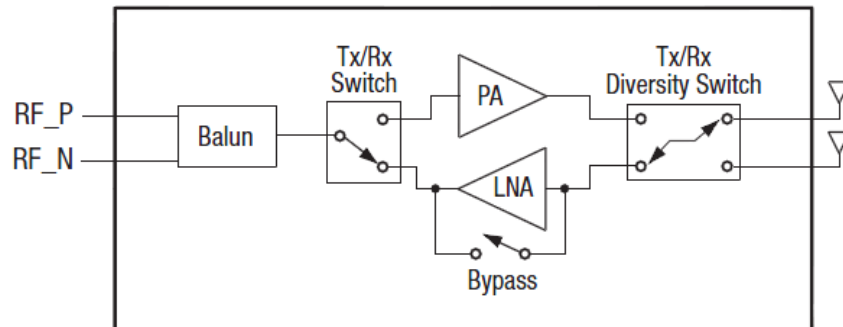 Tx/Rx
Switch
PA
Tx/Rx
Diversity Switch
RF_P
RF_N
Balun
LNA
Bypass